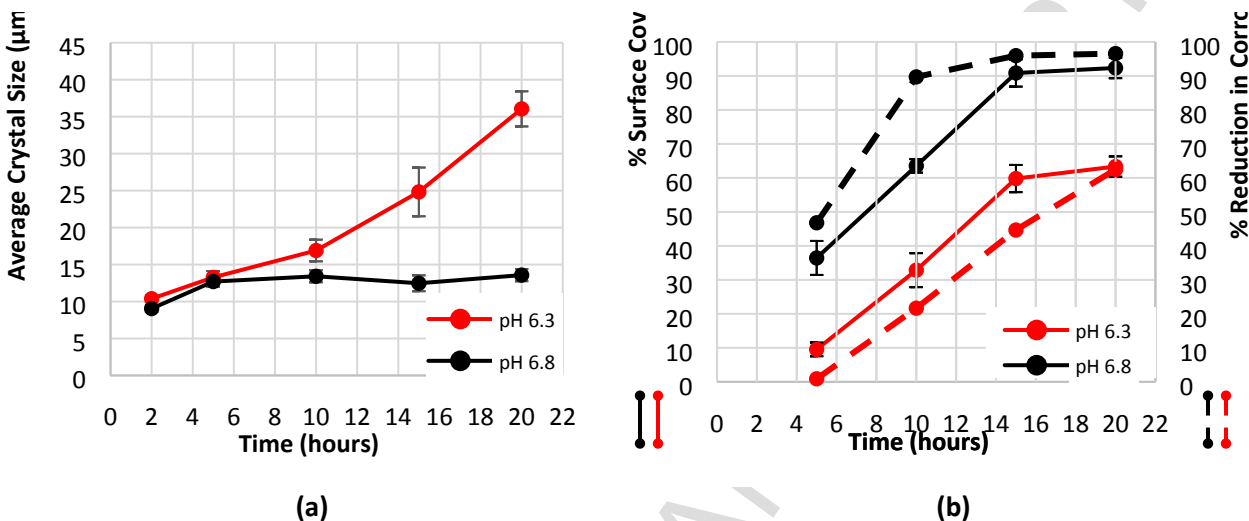 Average Crystal Size (µm
45
40
35
30
25
20
15
10
5
0
0 2 4 6 8 10 12 14 16 18 20 22
Time (hours)
pH 6.3
pH 6.8
(a)
% Surface Cov
100
90
80
70
60
50
40
30
20
10
0
0 2 4 6 8 10 12 14 16 18 20 22
Time (hours)
pH 6.3
pH 6.8
100
90
80
70
60
50
40
30
20
10
0
% Reduction in Corro
(b)